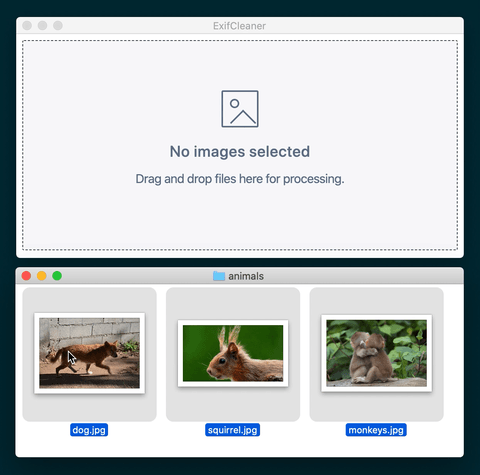 ExifCleaner
No images selected
Drag and drop files here for processing.
animals
dog.jpg
squirrel.jpg
monkeys.jpg